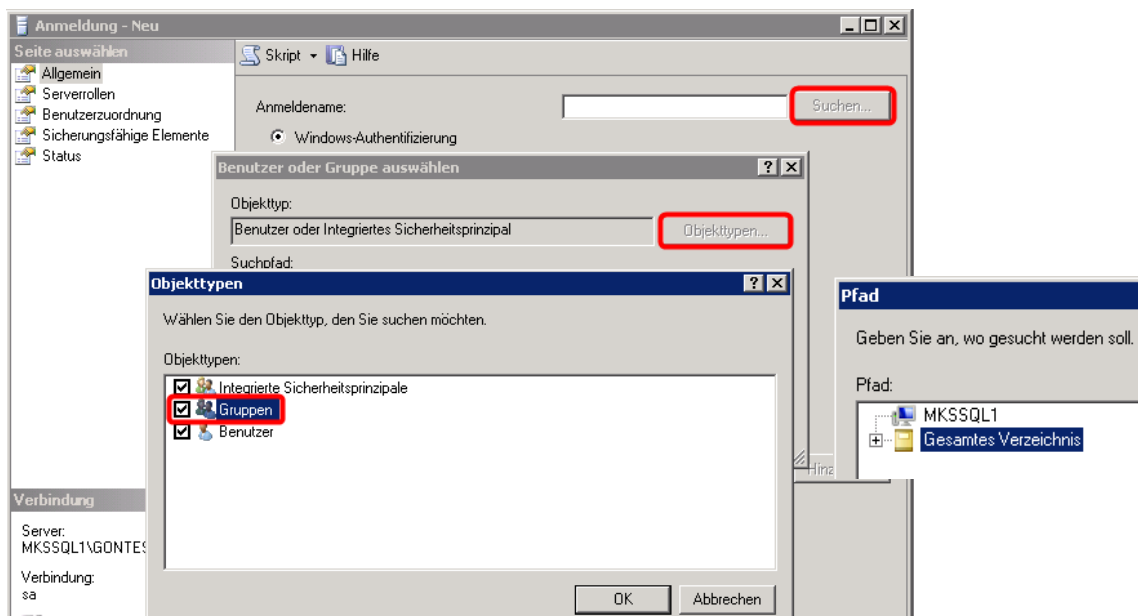 Anmeldung - Neu
Seite auswählen
Allgemein
Serverrollen
Benutzerzuordnung
Sicherungsfähige Elemente
Status
Skript
Hilfe
Anmeldename:
Suchen...
Windows-Authentifizierung
Benutzer oder Gruppe auswählen
Objekttyp:
Benutzer oder Integriertes Sicherheitsprinzipal
Objekttypen...
Suchpfad:
Objekttypen
Wählen Sie den Objekttyp, den Sie suchen möchten.
Objekttypen:
Integrierte Sicherheitsprinzipale
Gruppen
Benutzer
OK
Abbrechen
Pfad
Geben Sie an, wo gesucht werden soll.
Pfad:
MKSSQL1
Gesamtes Verzeichnis
Verbindung
Server:
MKSSQL1\GONTES
Verbindung:
sa